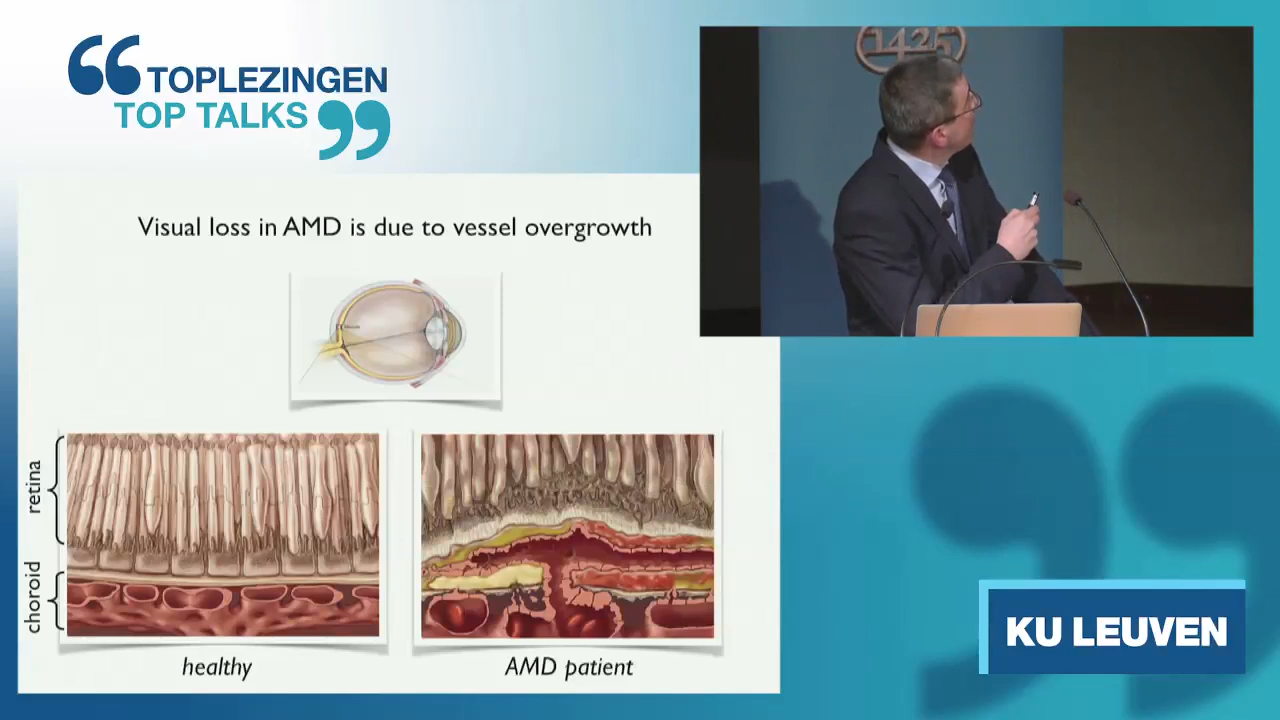 TOPLEZINGEN
TOP TALKS
1425
Visual loss in AMD is due to vessel overgrowth
retina
choroid
healthy
AMD patient
KU LEUVEN